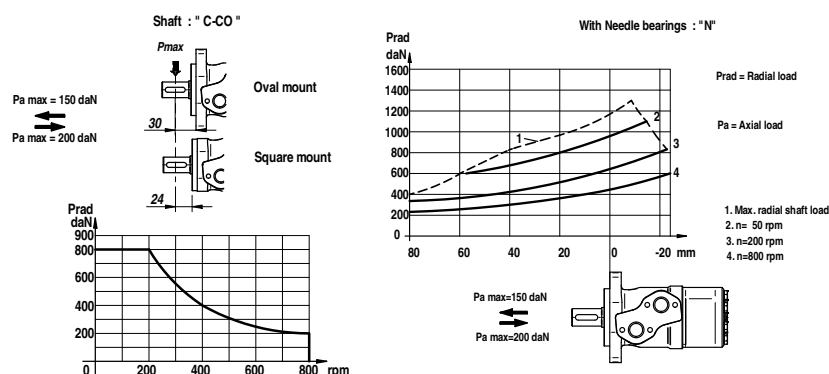 Shaft : " C-CO "
Pmax
Pa max = 150 daN
Pa max = 200 daN
Oval mount
30
Square mount
24
Prad
daN
900
800
600
400
200
0
200
400
600
800
rpm
With Needle bearings : "N"
Prad
daN
1600
1400
1200
1000
800
600
400
200
0
80
60
40
20
0
-20
mm
1
2
3
4
Prad = Radial load
Pa = Axial load
1. Max. radial shaft load
2. n= 50 rpm
3. n=200 rpm
4. n=800 rpm
Pa max=150 daN
Pa max=200 daN